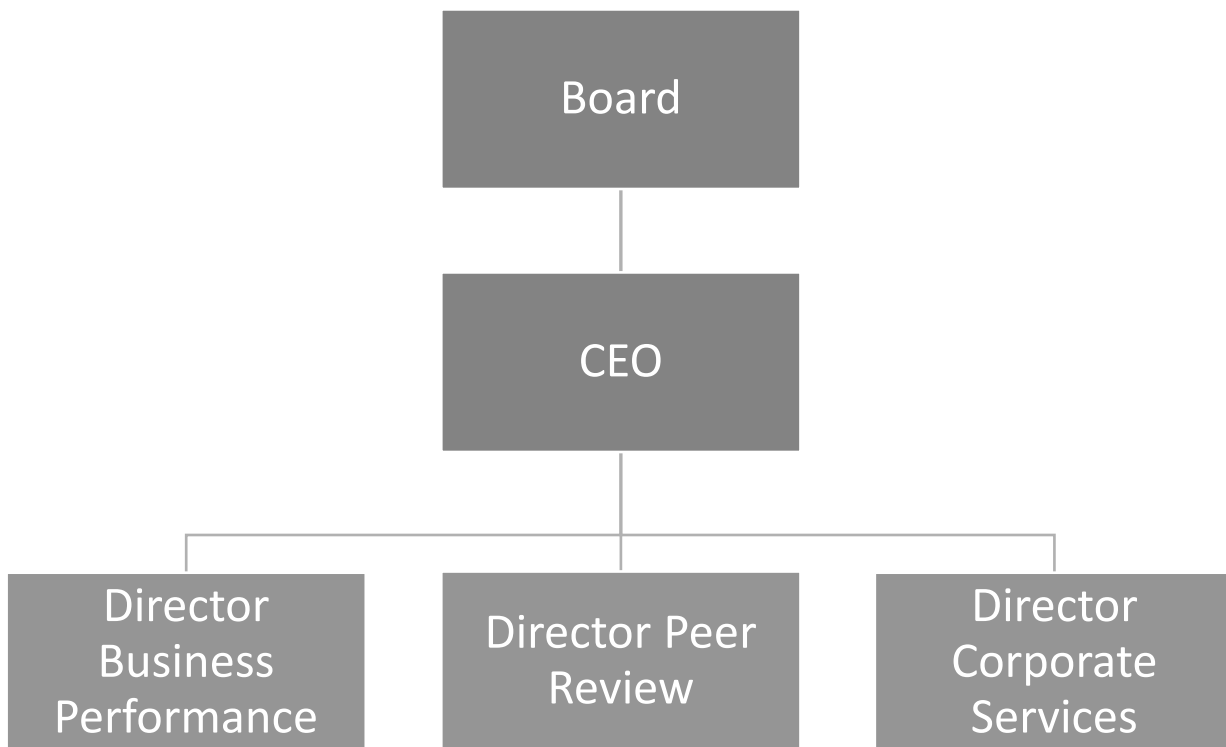 Board
CEO
Director
Business
Performance
Director Peer
Review
Director
Corporate
Services